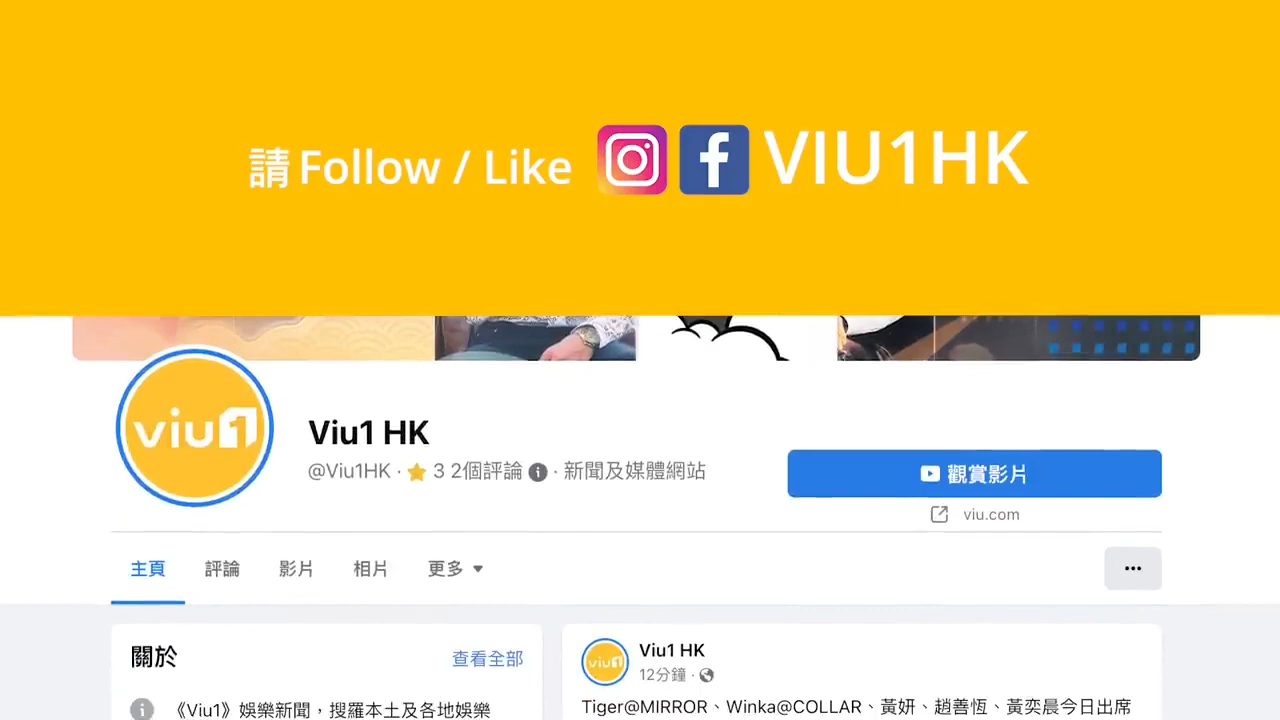 請 Follow / Like VIU1HK
viu1
Viu1 HK
@Viu1HK · 3 2個評論 · 新聞及媒體網站
觀賞影片
viu.com
主頁 評論 影片 相片 更多
關於 查看全部
《Viu1》娛樂新聞，搜羅本土及各地娛樂
viu1
Viu1 HK
12分鐘 ·
Tiger@MIRROR、Winka@COLLAR、黃妍、趙善恆、黃奕晨今日出席